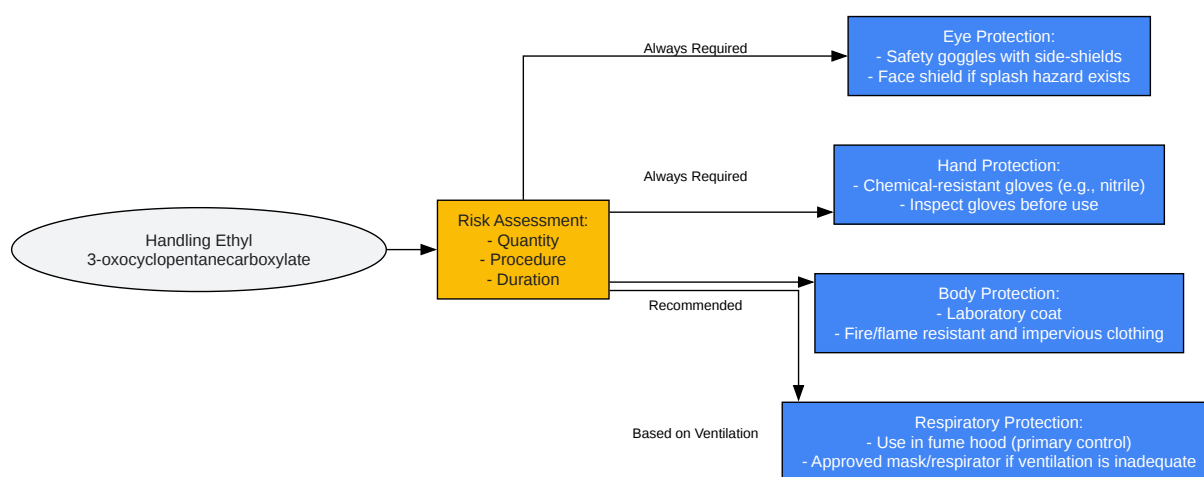 Handling Ethyl
3-oxocyclopentanecarboxylate
Risk Assessment:
- Quantity
- Procedure
- Duration
Always Required
Eye Protection:
- Safety goggles with side-shields
- Face shield if splash hazard exists
Always Required
Hand Protection:
- Chemical-resistant gloves (e.g., nitrile)
- Inspect gloves before use
Recommended
Body Protection:
- Laboratory coat
- Fire/flame resistant and impervious clothing
Based on Ventilation
Respiratory Protection:
- Use in fume hood (primary control)
- Approved mask/respirator if ventilation is inadequate